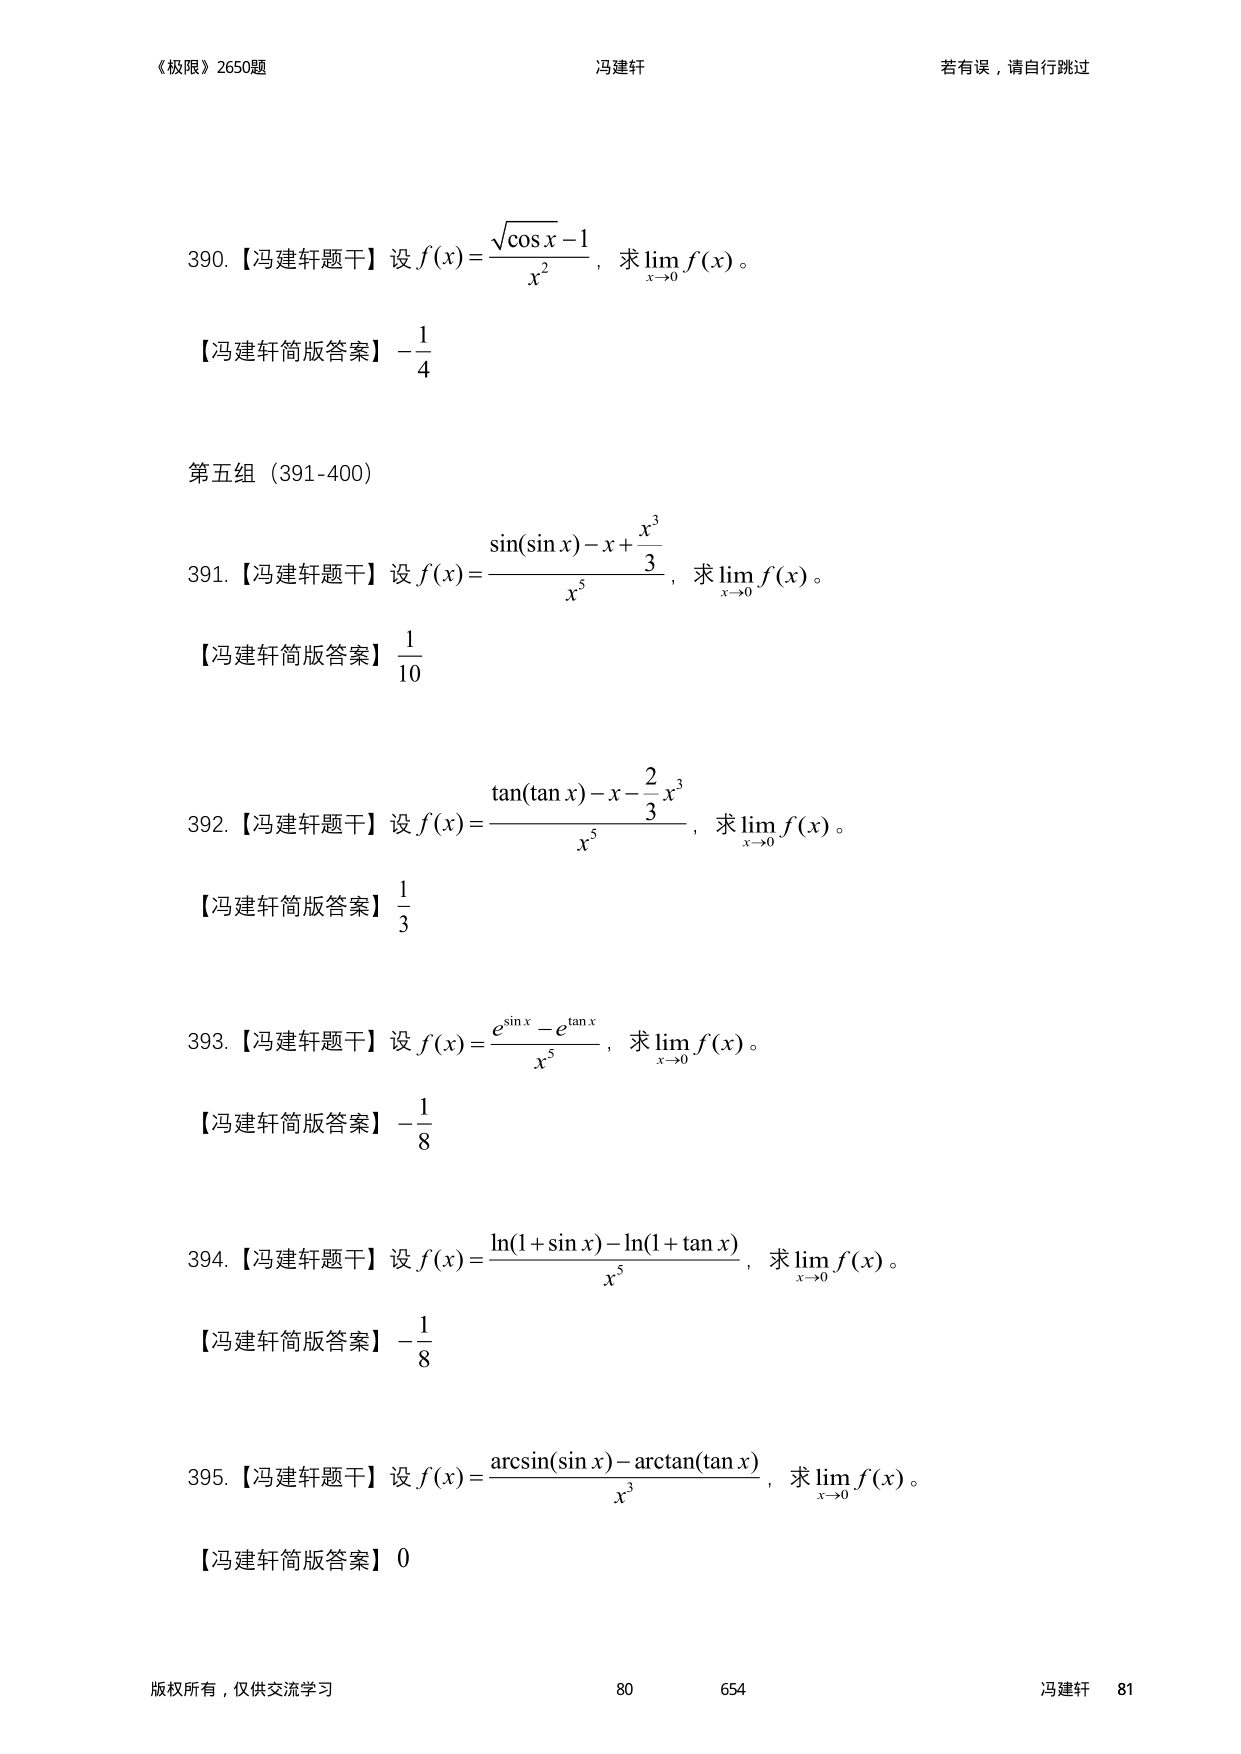 《极限》2650题 冯建轩 若有误，请自行跳过
390.【冯建轩题干】设 f(x) = (√(cos x) − 1)/x²，求 lim_{x→0} f(x)。
【冯建轩简版答案】 −1/4
第五组（391-400）
391.【冯建轩题干】设 f(x) = (sin(sin x) − x + x³/3)/x⁵，求 lim_{x→0} f(x)。
【冯建轩简版答案】 1/10
392.【冯建轩题干】设 f(x) = (tan(tan x) − x − (2/3)x³)/x⁵，求 lim_{x→0} f(x)。
【冯建轩简版答案】 1/3
393.【冯建轩题干】设 f(x) = (e^{sin x} − e^{tan x})/x⁵，求 lim_{x→0} f(x)。
【冯建轩简版答案】 −1/8
394.【冯建轩题干】设 f(x) = (ln(1 + sin x) − ln(1 + tan x))/x⁵，求 lim_{x→0} f(x)。
【冯建轩简版答案】 −1/8
395.【冯建轩题干】设 f(x) = (arcsin(sin x) − arctan(tan x))/x³，求 lim_{x→0} f(x)。
【冯建轩简版答案】 0
版权所有，仅供交流学习 80 654 冯建轩 81